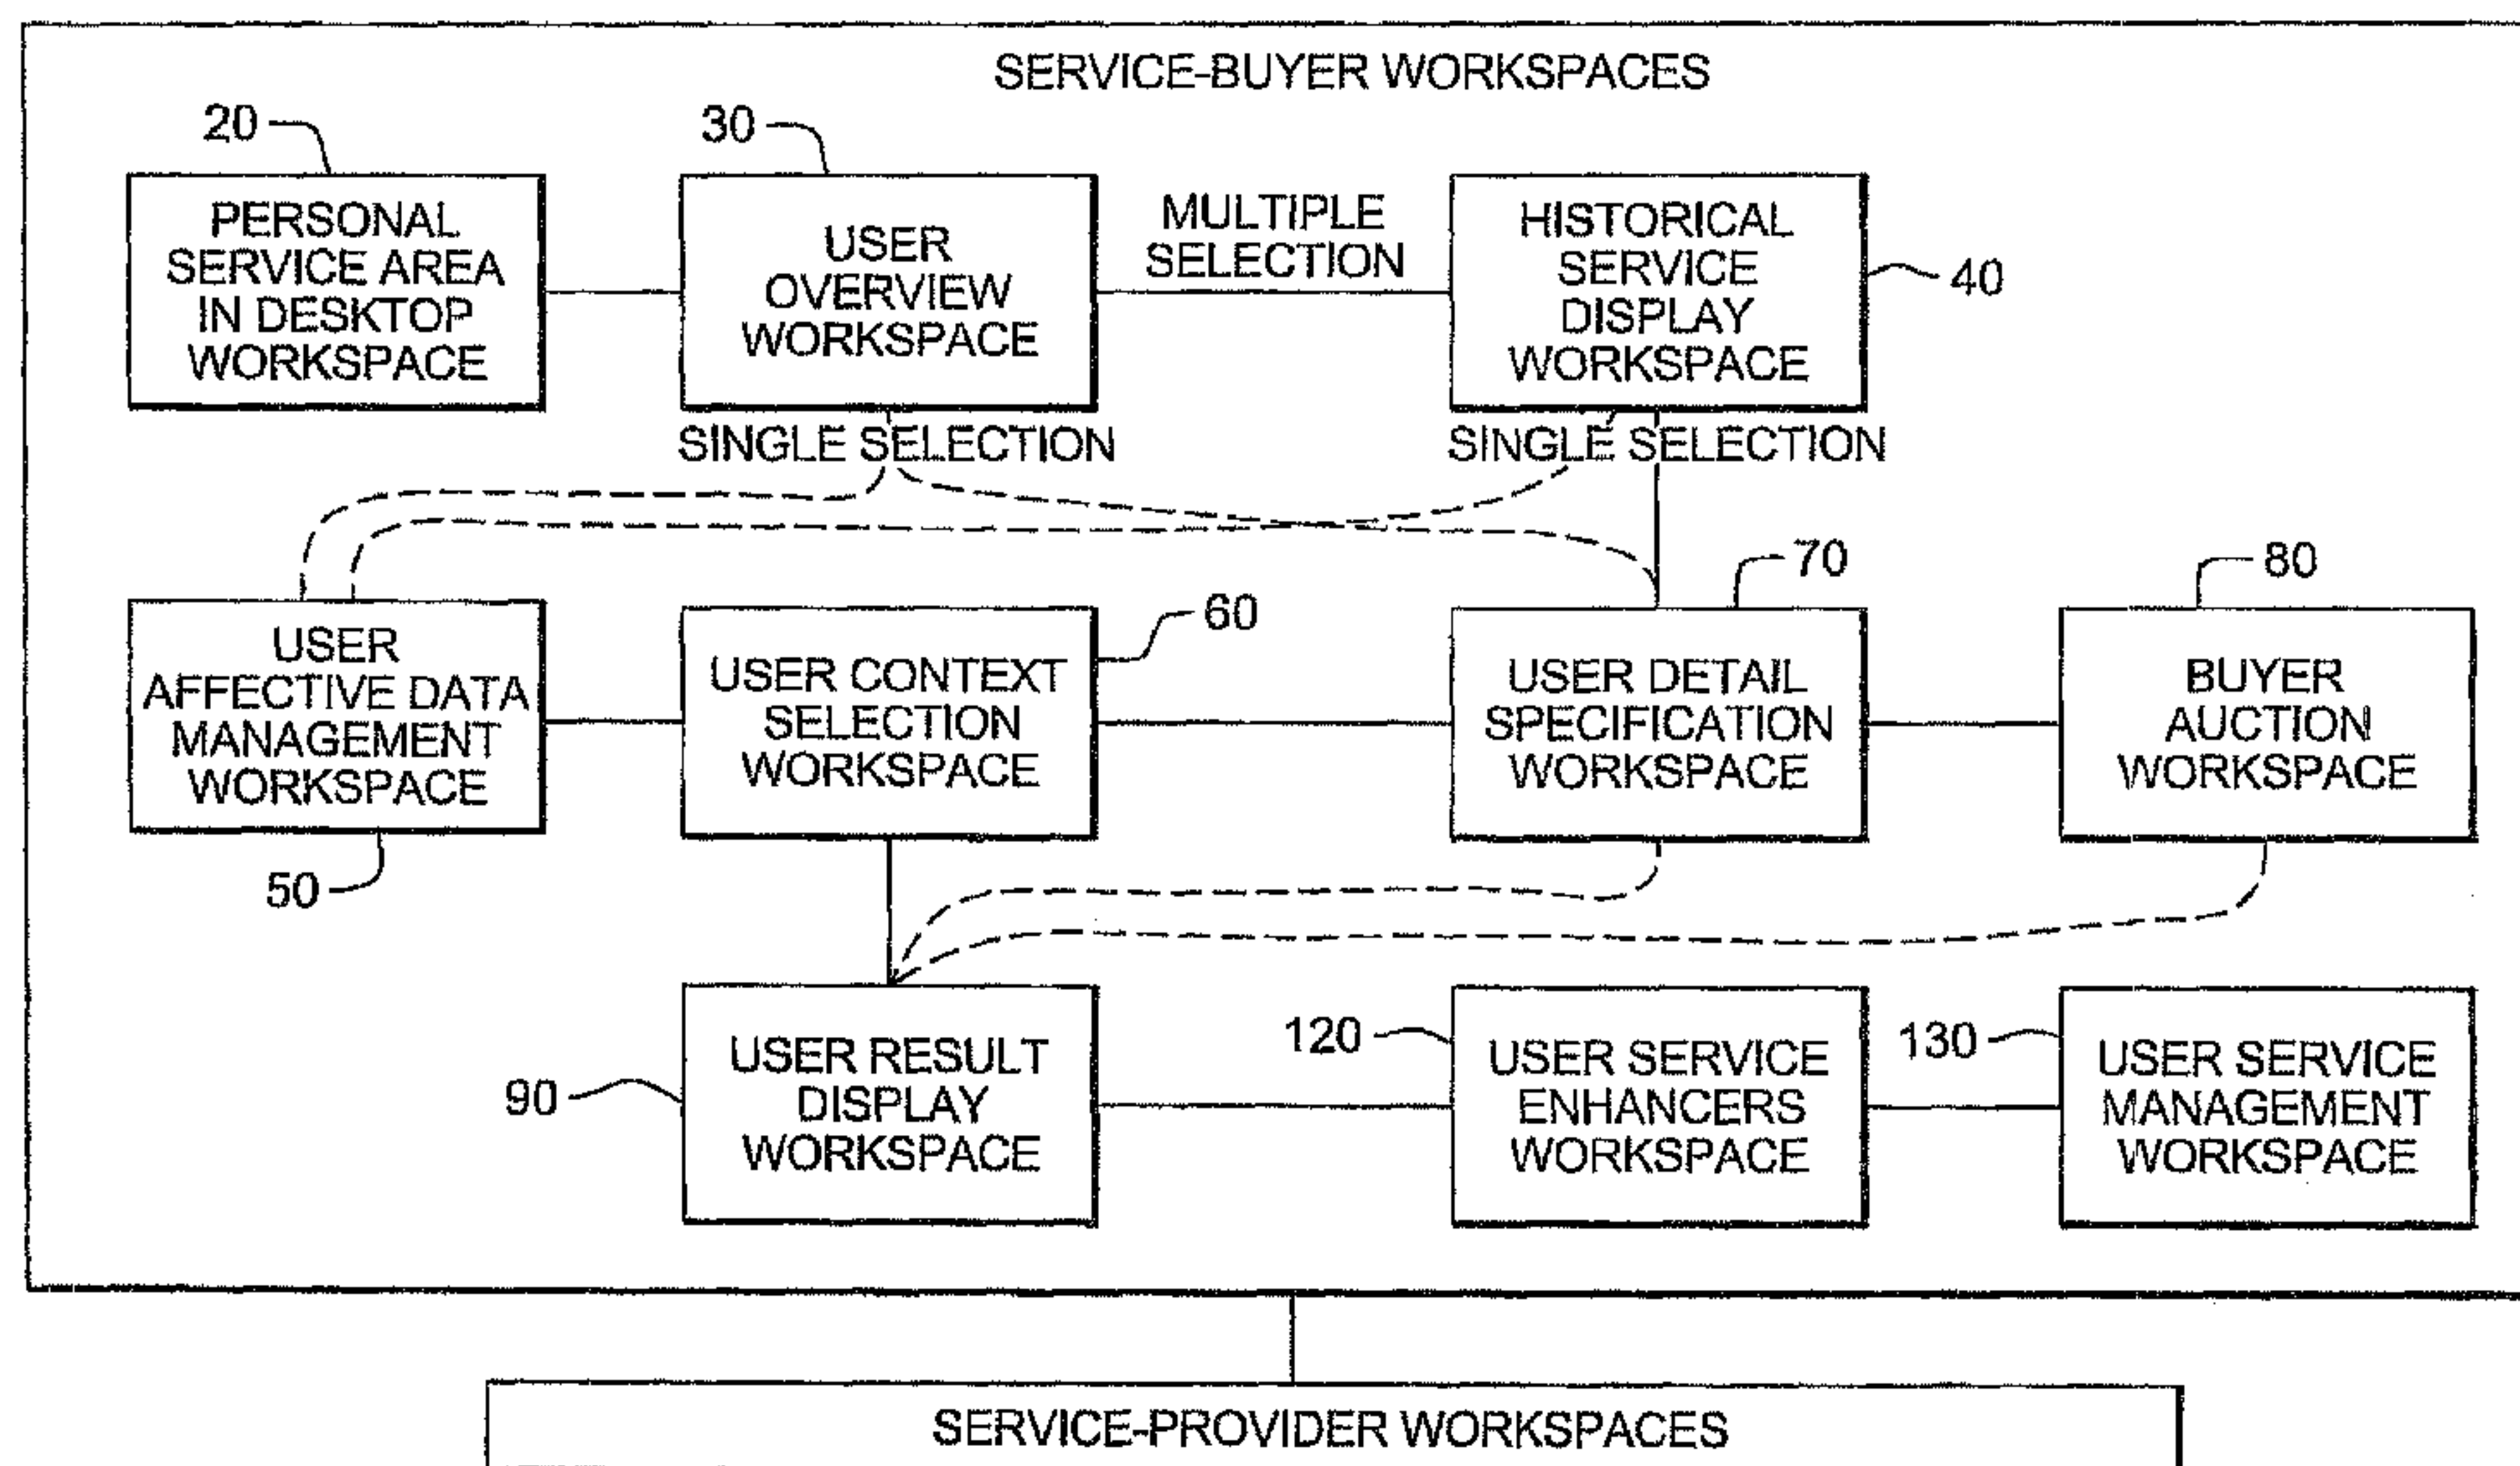 SERVICE-BUYER WORKSPACES
20
30
PERSONAL
SERVICE AREA
IN DESKTOP
WORKSPACE
USER
OVERVIEW
WORKSPACE
MULTIPLE
SELECTION
HISTORICAL
SERVICE
DISPLAY
WORKSPACE
40
SINGLE SELECTION
SINGLE SELECTION
USER
AFFECTIVE DATA
MANAGEMENT
WORKSPACE
50
USER CONTEXT
SELECTION
WORKSPACE
60
USER DETAIL
SPECIFICATION
WORKSPACE
70
BUYER
AUCTION
WORKSPACE
80
90
USER RESULT
DISPLAY
WORKSPACE
120
USER SERVICE
ENHANCERS
WORKSPACE
130
USER SERVICE
MANAGEMENT
WORKSPACE
SERVICE-PROVIDER WORKSPACES